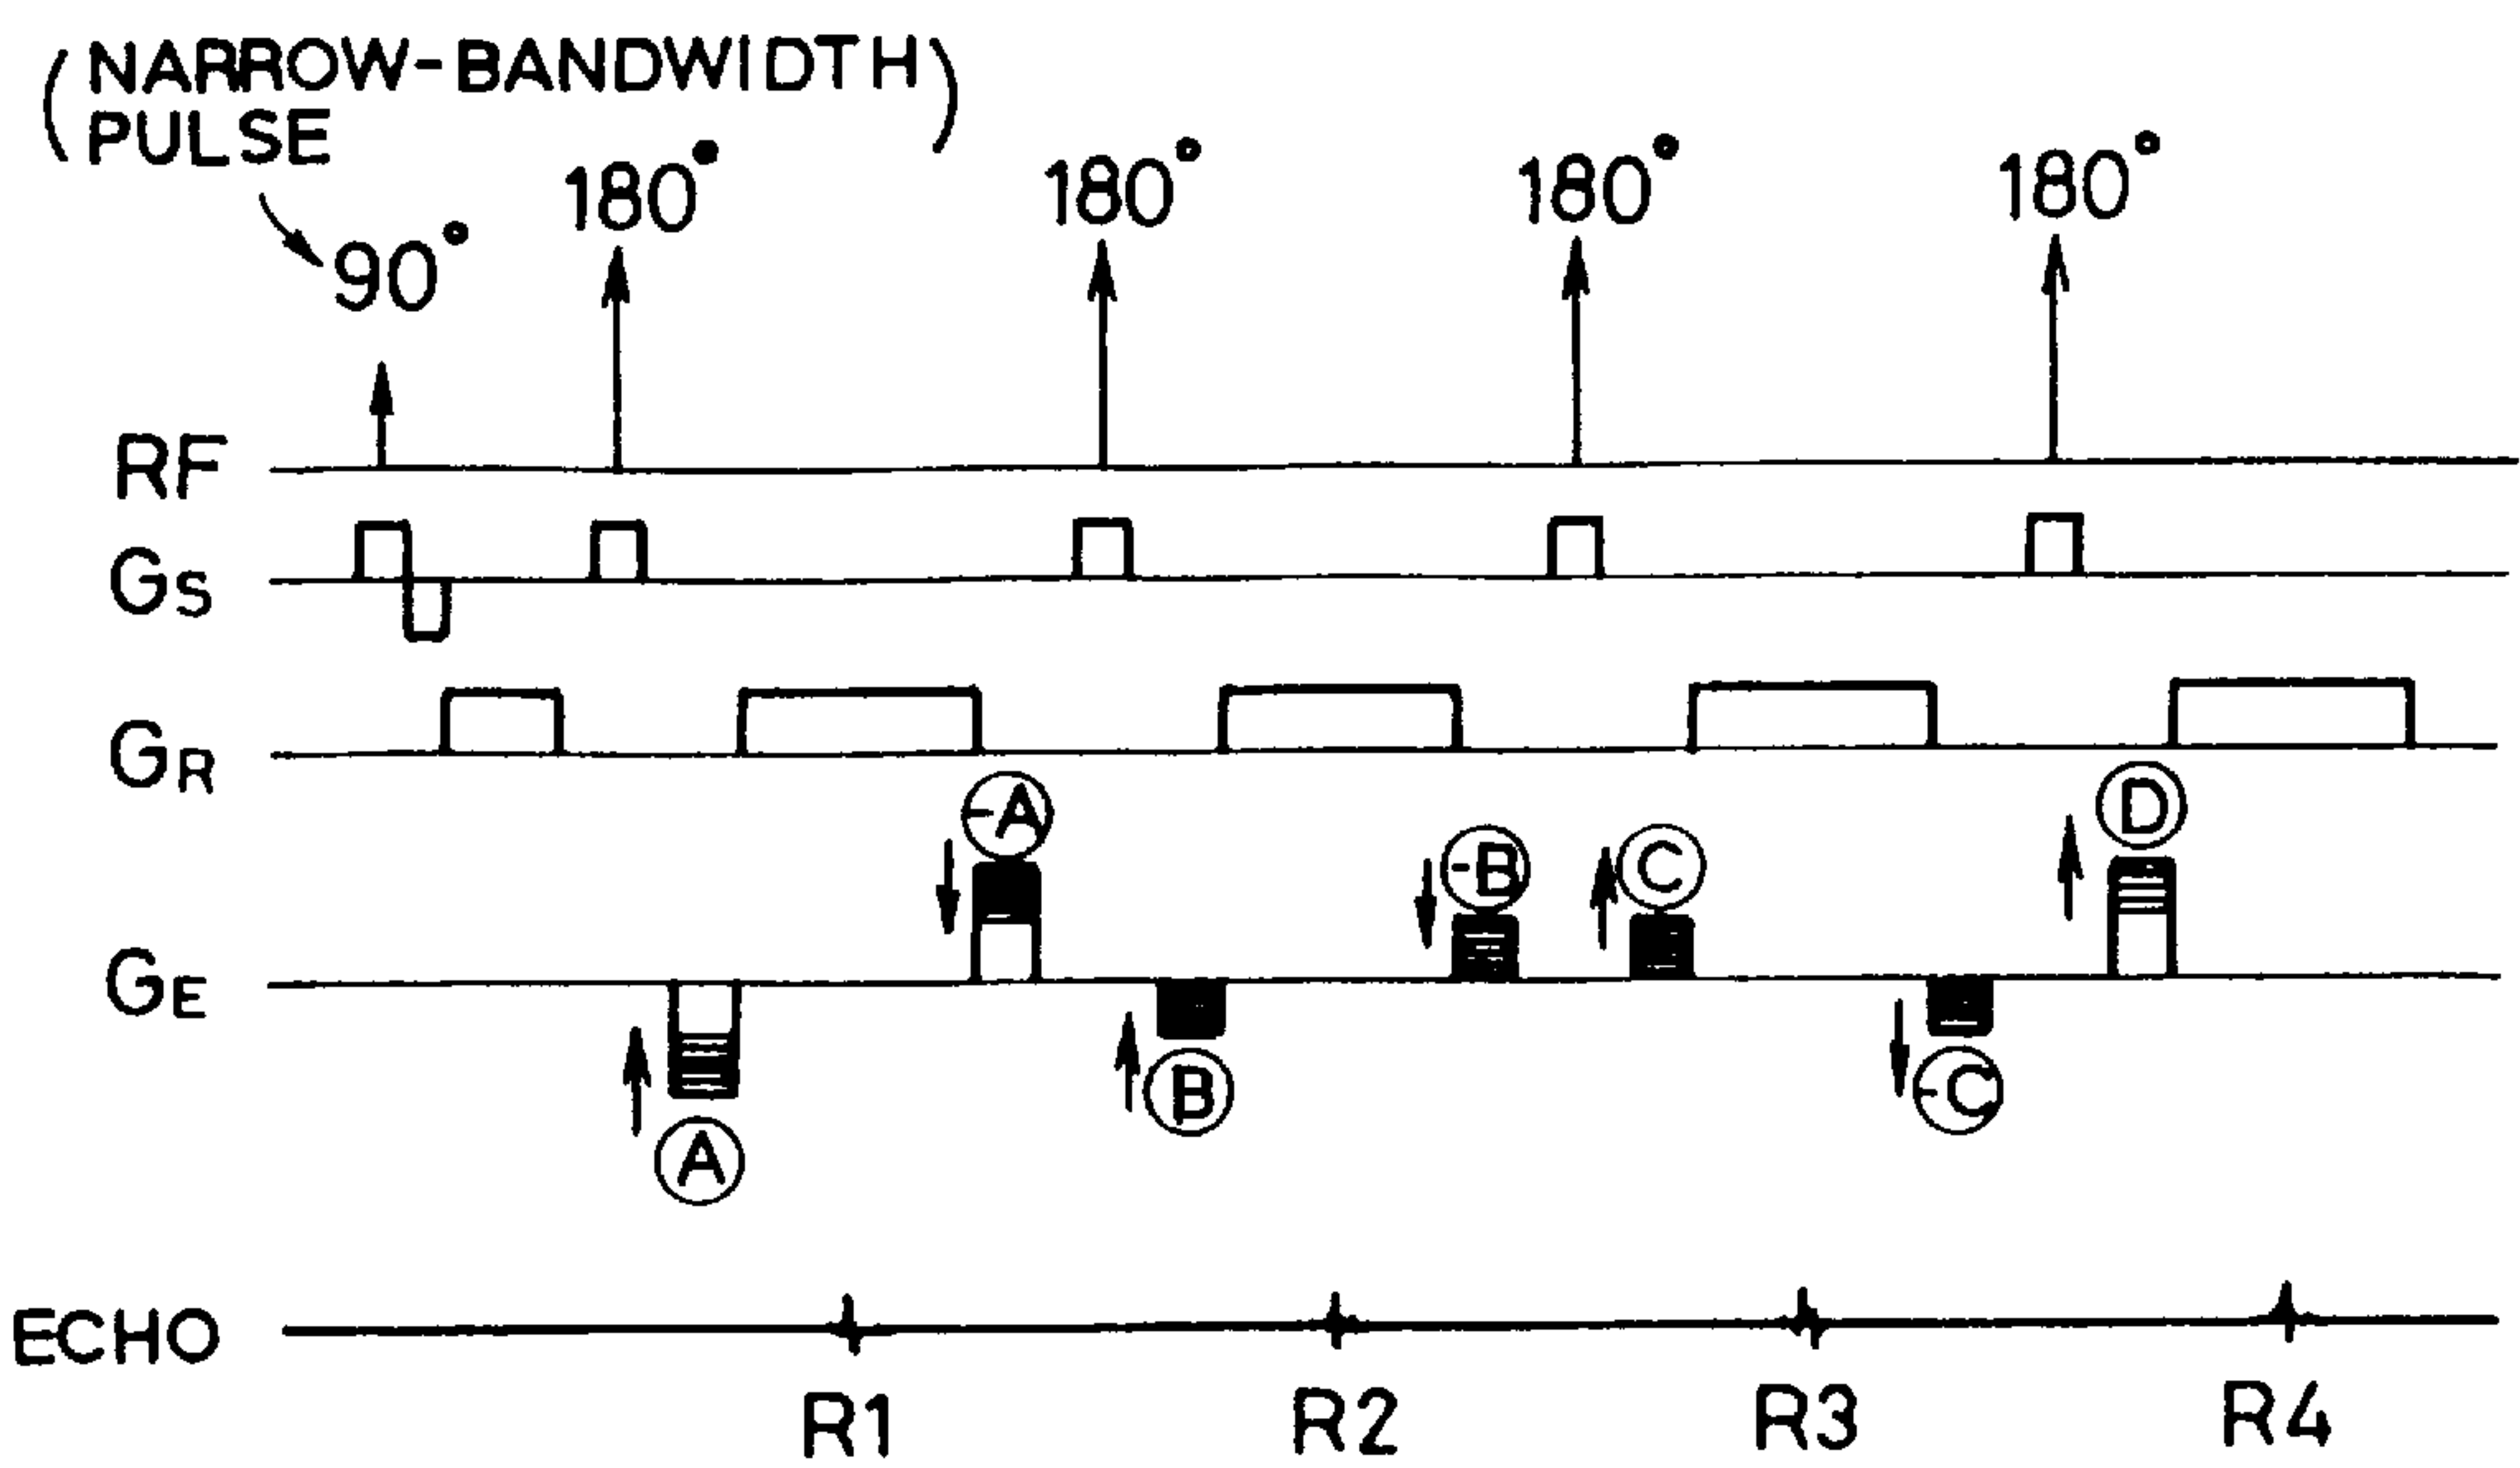 (NARROW-BANDWIDTH
PULSE)
90° 180° 180° 180° 180°
RF
GS
GR
-A -B C D
GE
A B -C
ECHO
R1 R2 R3 R4